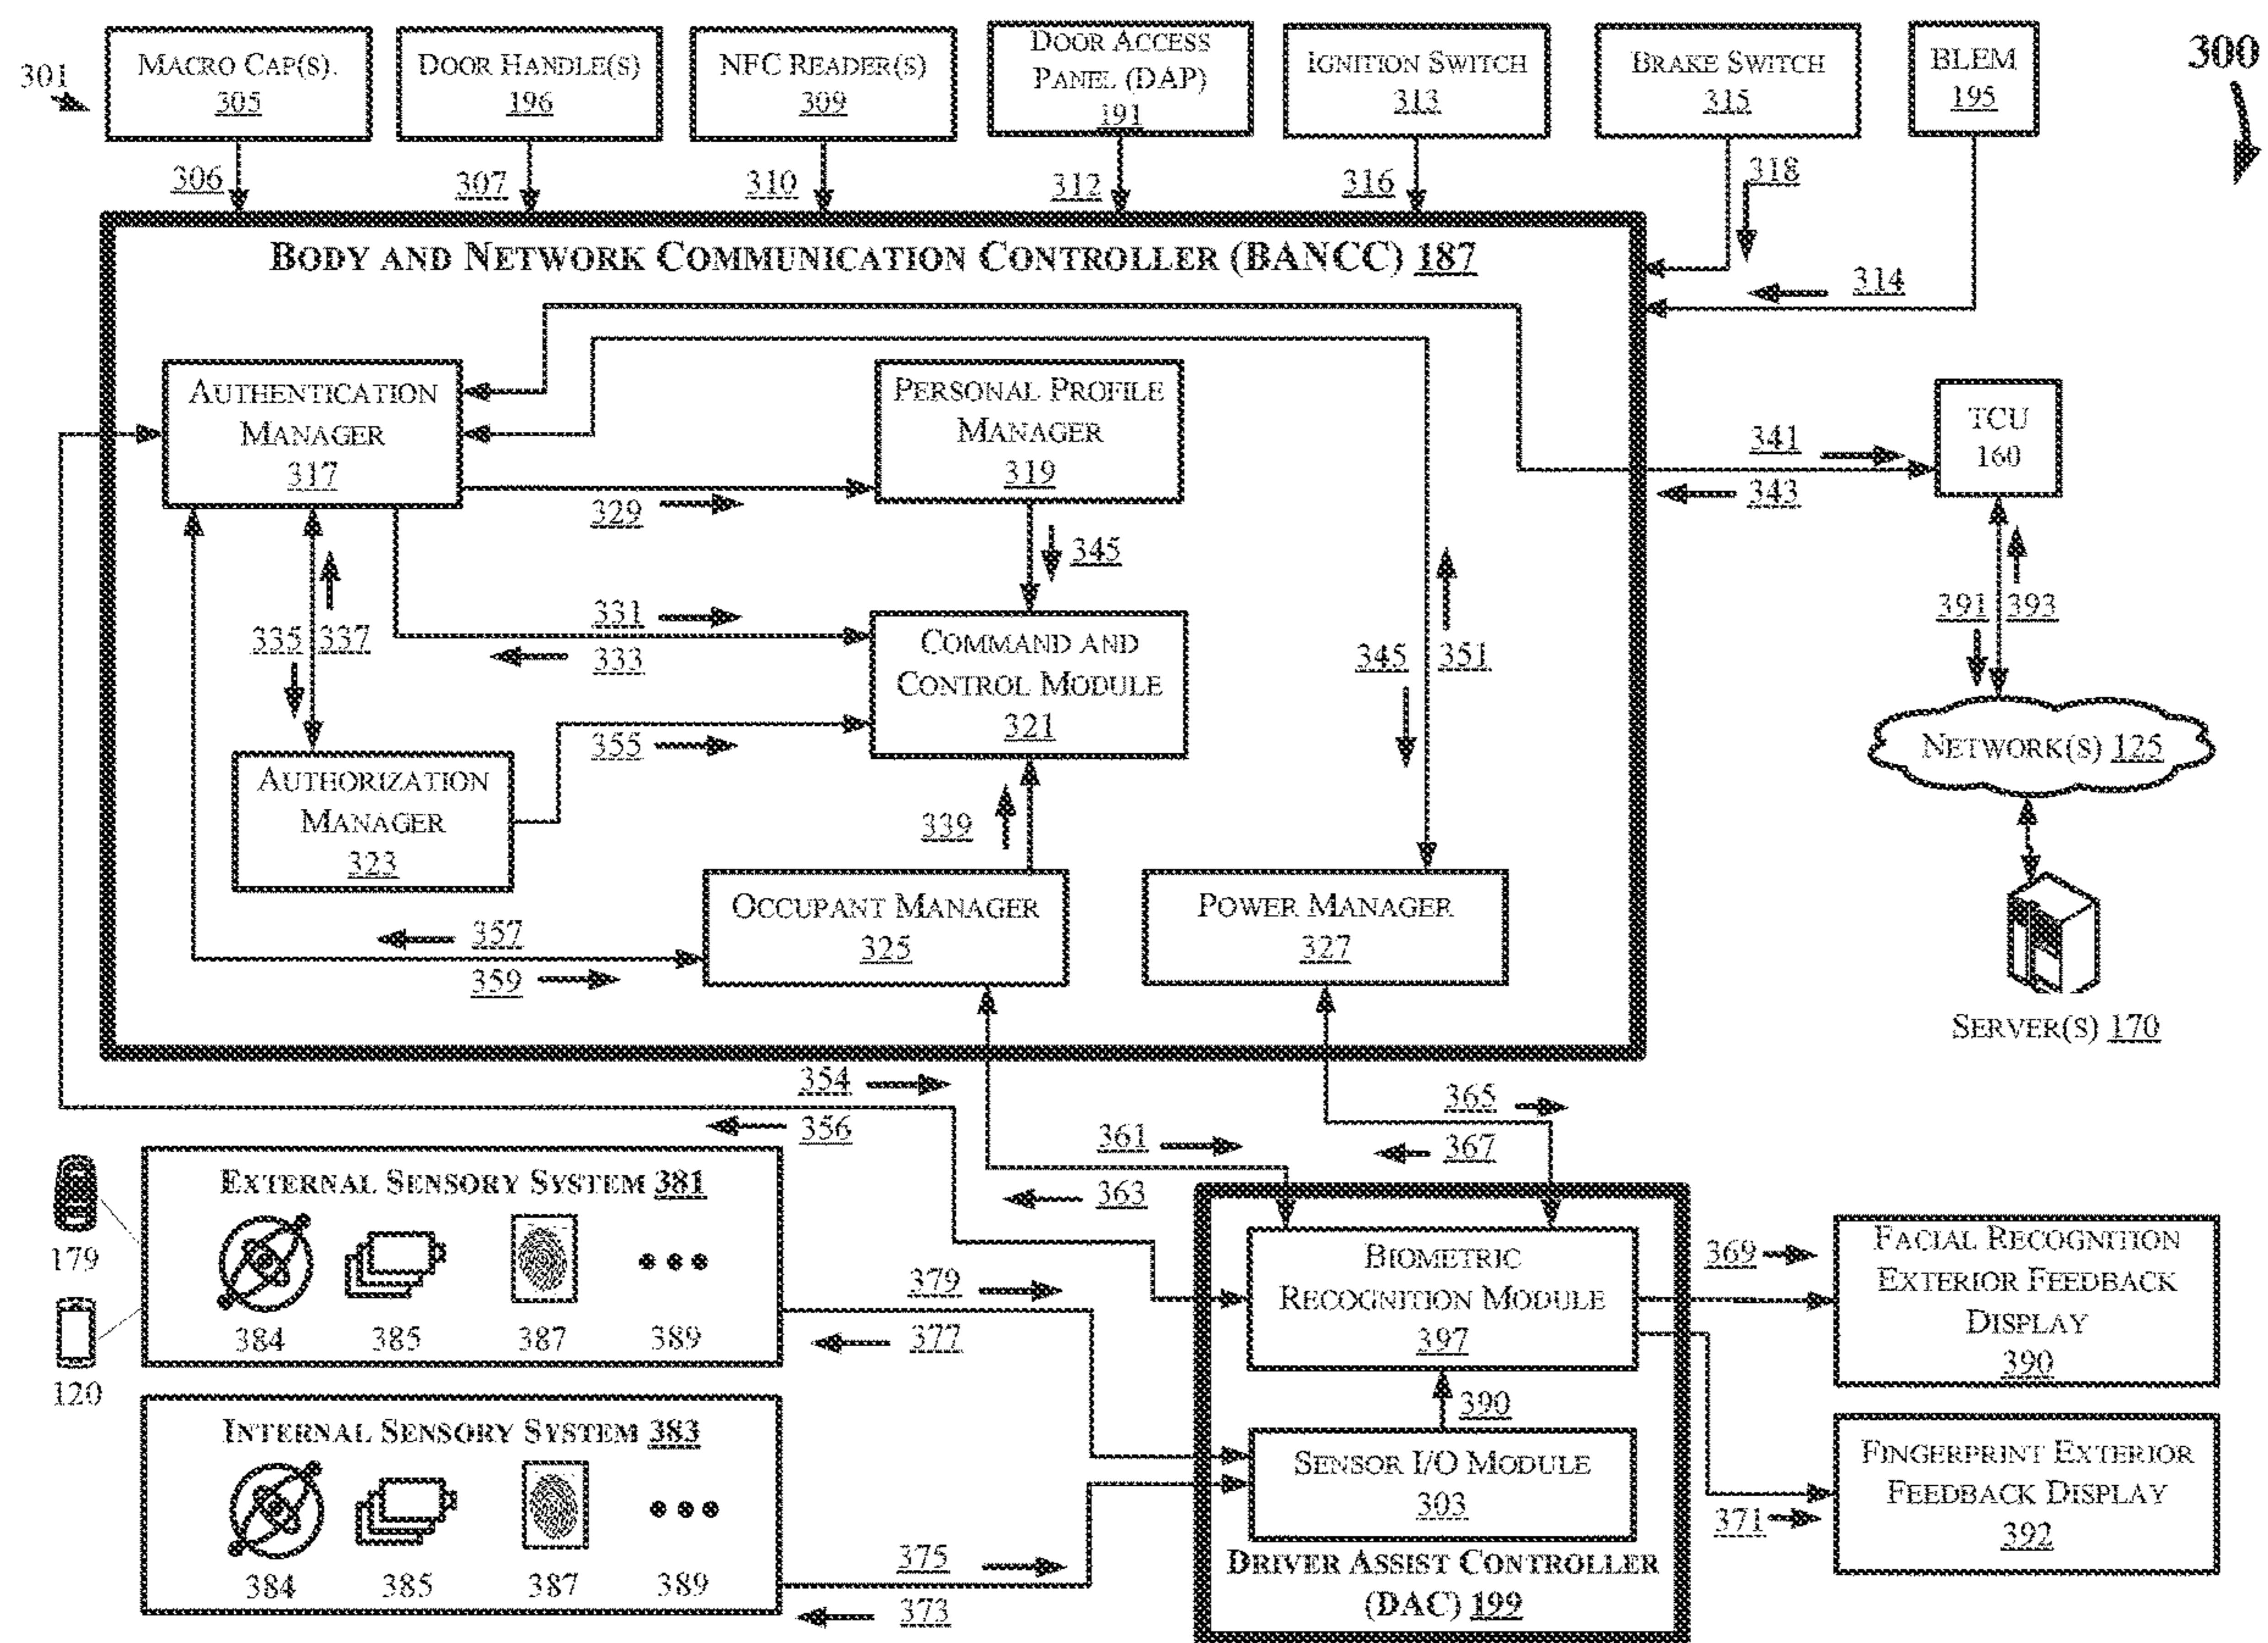 300
301
MACRO CAP(S).
305
DOOR HANDLE(S)
196
NFC READER(S)
309
DOOR ACCESS
PANEL (DAP)
191
IGNITION SWITCH
313
BRAKE SWITCH
315
BLEM
195
306
307
310
312
316
318
314
BODY AND NETWORK COMMUNICATION CONTROLLER (BANCC) 187
AUTHENTICATION
MANAGER
317
PERSONAL PROFILE
MANAGER
319
TCU
160
341
343
329
345
335
337
331
333
COMMAND AND
CONTROL MODULE
321
345
351
391
393
355
NETWORK(S) 125
AUTHORIZATION
MANAGER
323
339
OCCUPANT MANAGER
325
POWER MANAGER
327
357
359
SERVER(S) 170
354
356
365
367
361
363
179
120
EXTERNAL SENSORY SYSTEM 381
384
385
387
389
379
377
BIOMETRIC
RECOGNITION MODULE
397
369
FACIAL RECOGNITION
EXTERIOR FEEDBACK
DISPLAY
390
390
INTERNAL SENSORY SYSTEM 383
384
385
387
389
375
373
SENSOR I/O MODULE
303
DRIVER ASSIST CONTROLLER
(DAC) 199
371
FINGERPRINT EXTERIOR
FEEDBACK DISPLAY
392